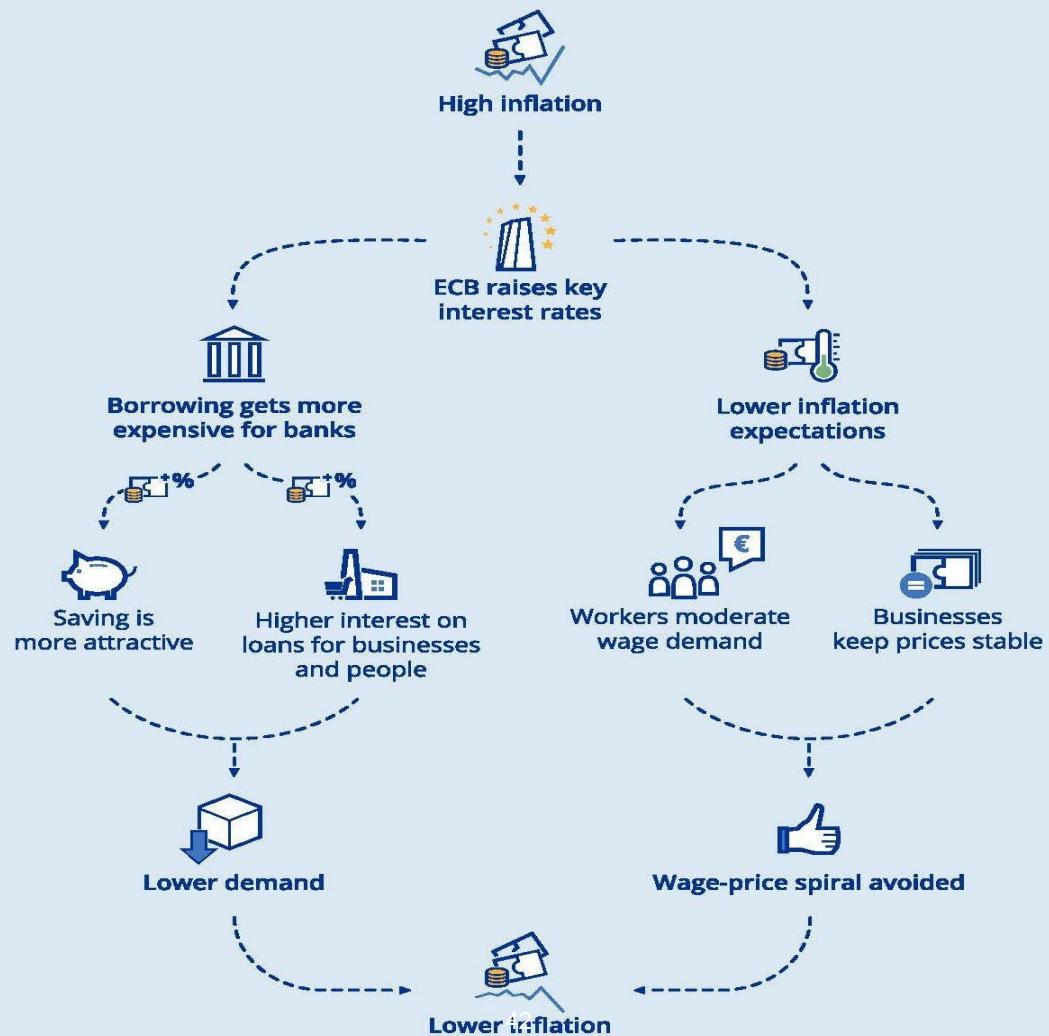 High inflation
ECB raises key
interest rates
Borrowing gets more
expensive for banks
Lower inflation
expectations
+%
+%
€
Saving is
more attractive
Higher interest on
loans for businesses
and people
Workers moderate
wage demand
=
Businesses
keep prices stable
Lower demand
Wage-price spiral avoided
Lower inflation
42